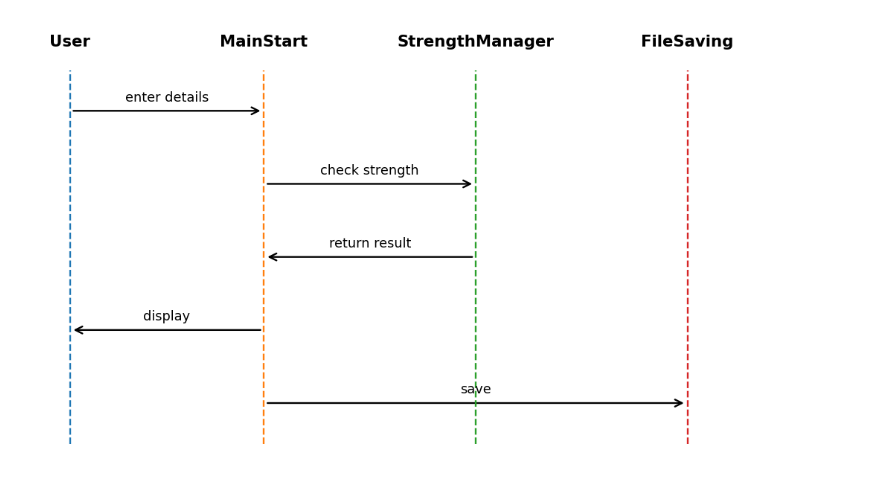 User MainStart StrengthManager FileSaving
enter details
check strength
return result
display
save